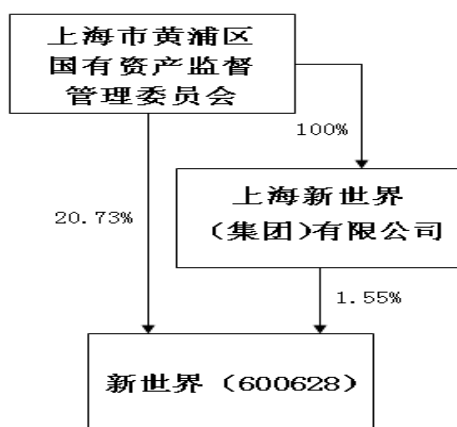 上海市黄浦区
国有资产监督
管理委员会
100%
上海新世界
(集团)有限公司
20.73%
1.55%
新世界（600628）